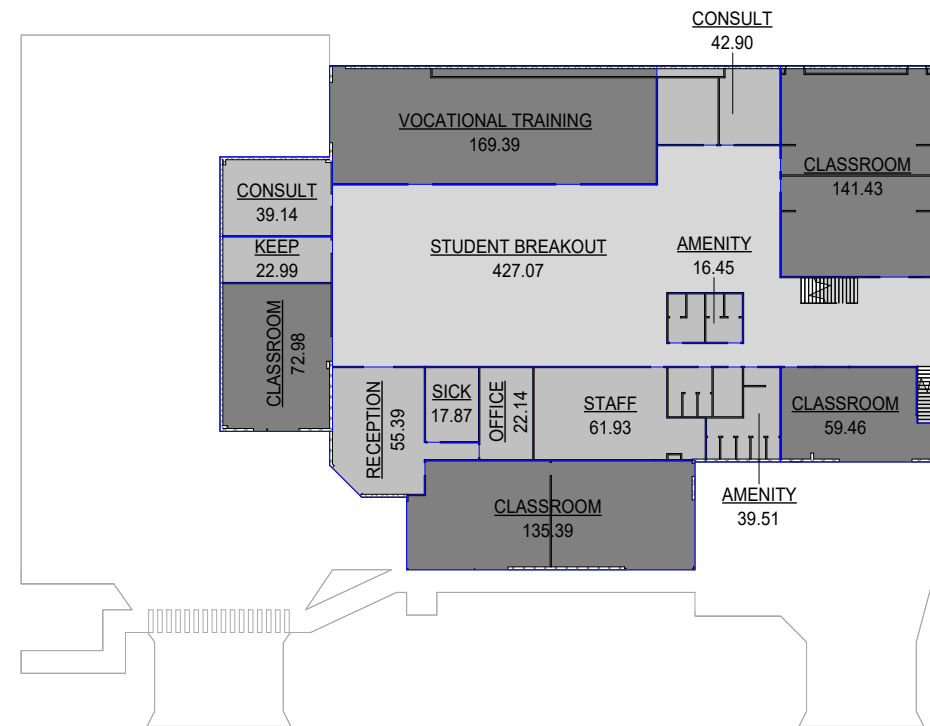 CONSULT
42.90
VOCATIONAL TRAINING
169.39
CLASSROOM
141.43
CONSULT
39.14
KEEP
22.99
STUDENT BREAKOUT
427.07
AMENITY
16.45
CLASSROOM
72.98
RECEPTION
55.39
SICK
17.87
OFFICE
22.14
STAFF
61.93
CLASSROOM
59.46
CLASSROOM
135.39
AMENITY
39.51